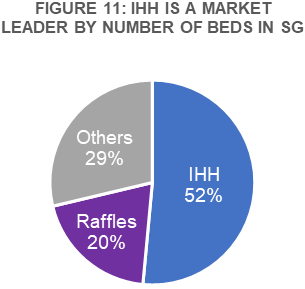 FIGURE 11: IHH IS A MARKET
LEADER BY NUMBER OF BEDS IN SG
Others
29%
IHH
52%
Raffles
20%